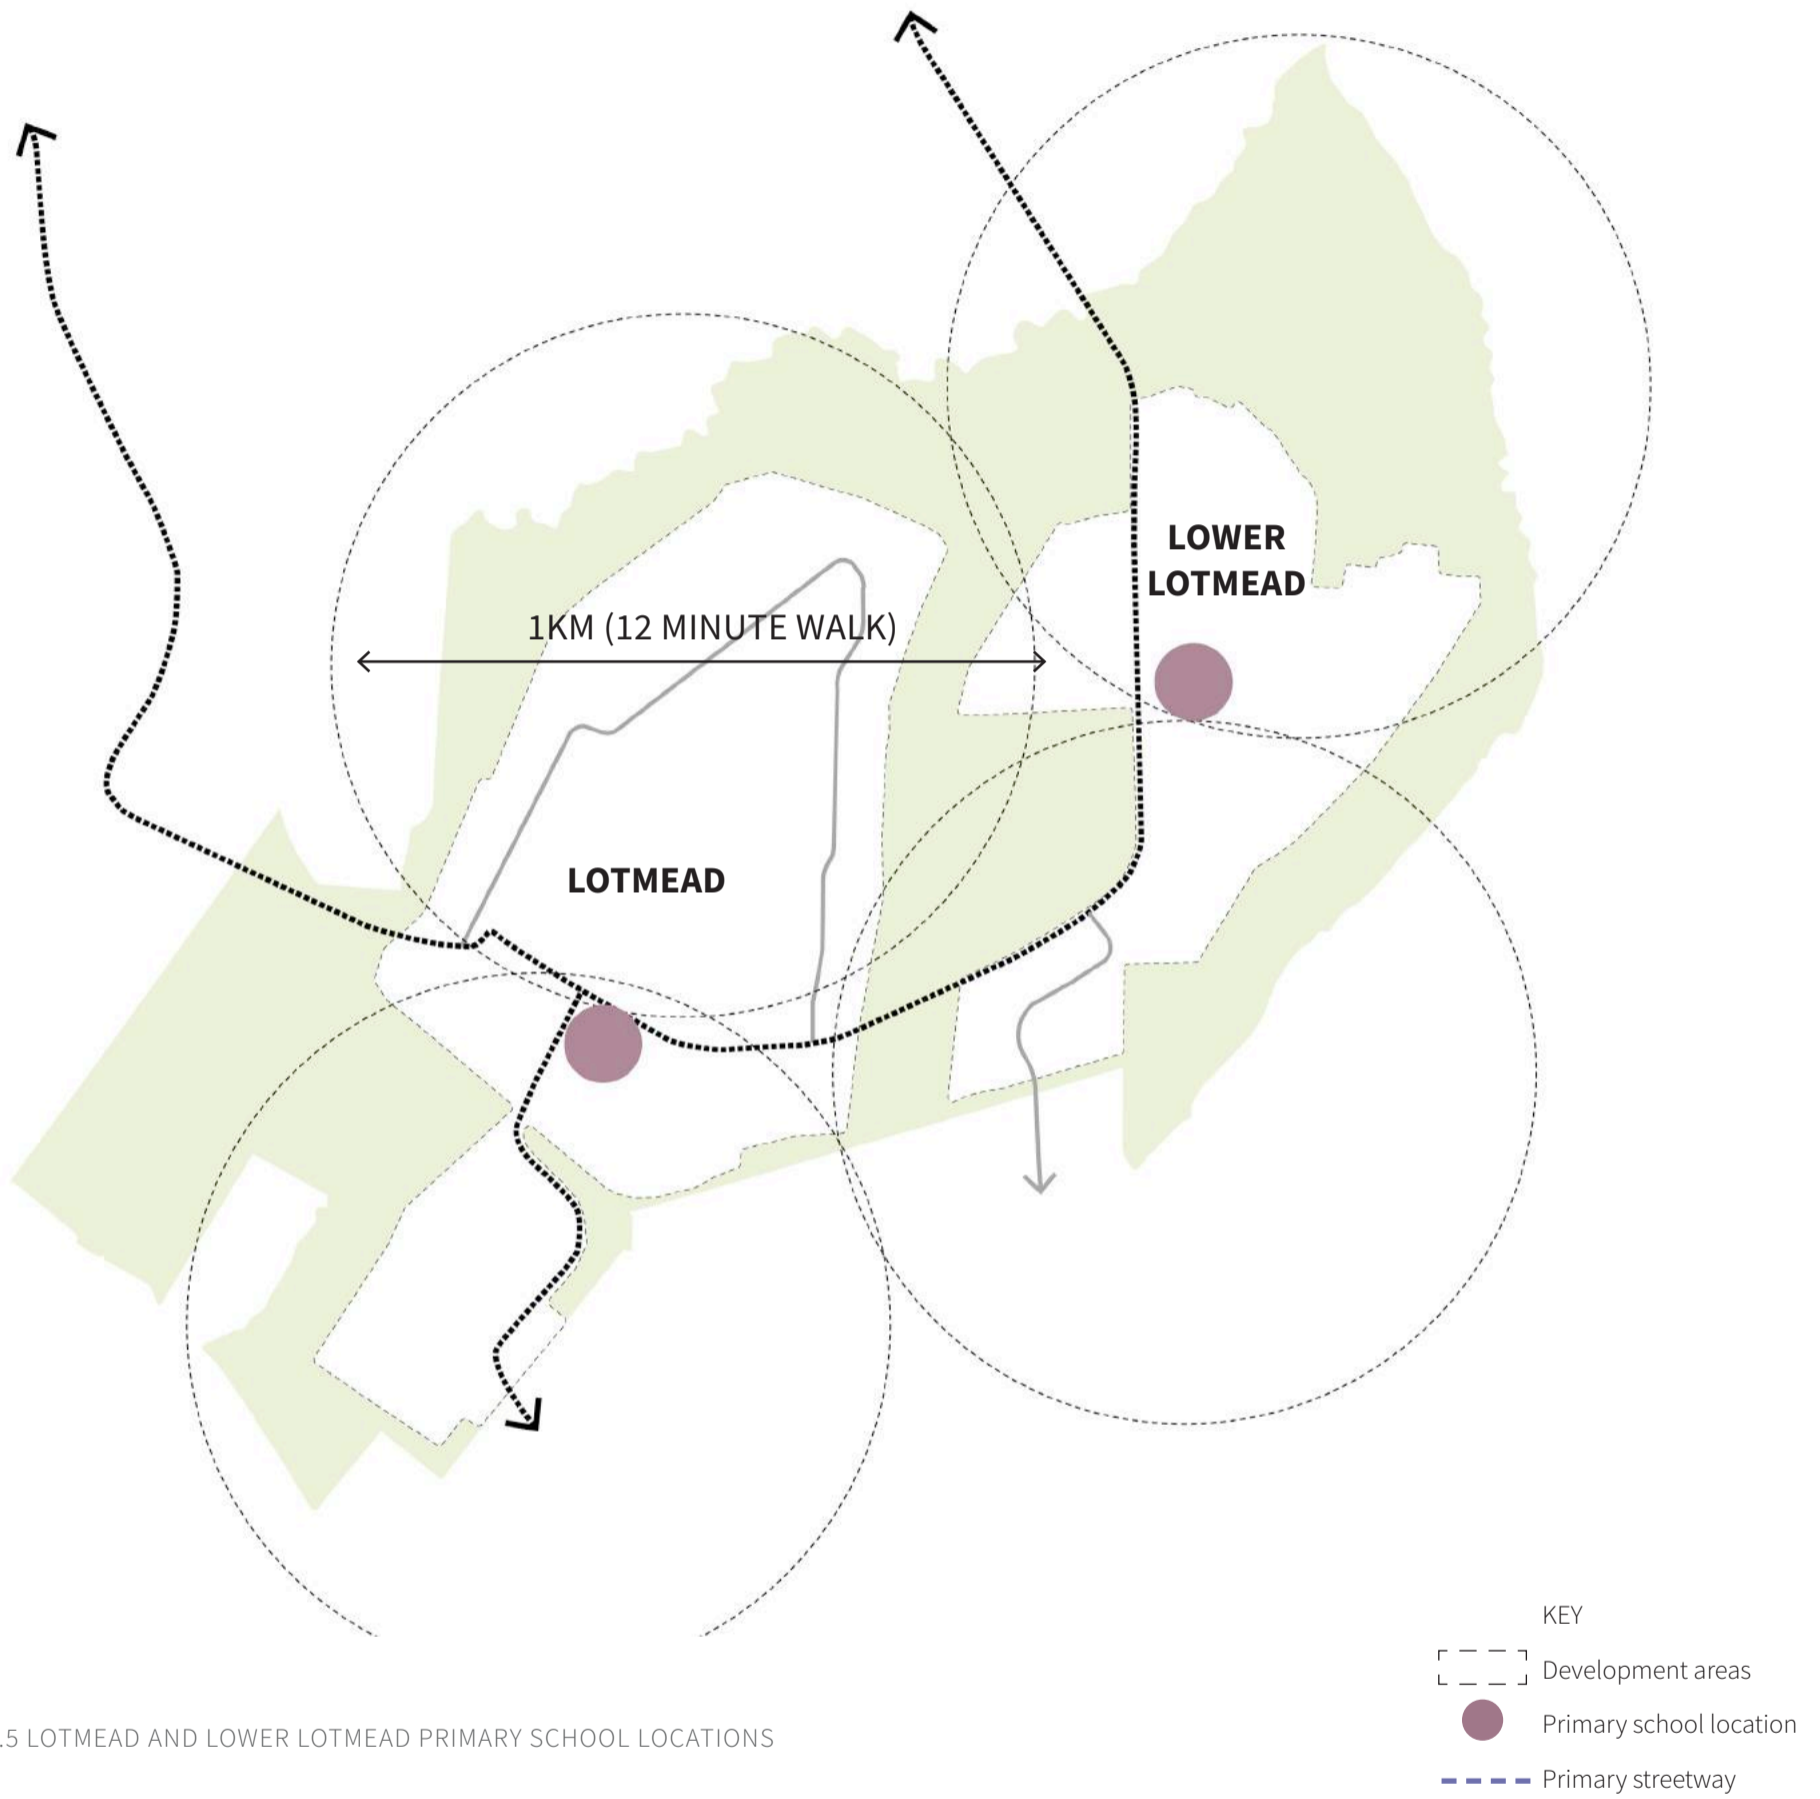 LOWER
LOTMEAD
1KM (12 MINUTE WALK)
LOTMEAD
KEY
Development areas
Primary school location
Primary streetway
.5 LOTMEAD AND LOWER LOTMEAD PRIMARY SCHOOL LOCATIONS